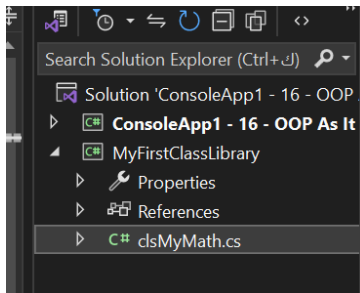 Search Solution Explorer (Ctrl+ك)
Solution 'ConsoleApp1 - 16 - OOP
C# ConsoleApp1 - 16 - OOP As It
C# MyFirstClassLibrary
Properties
References
C# clsMyMath.cs